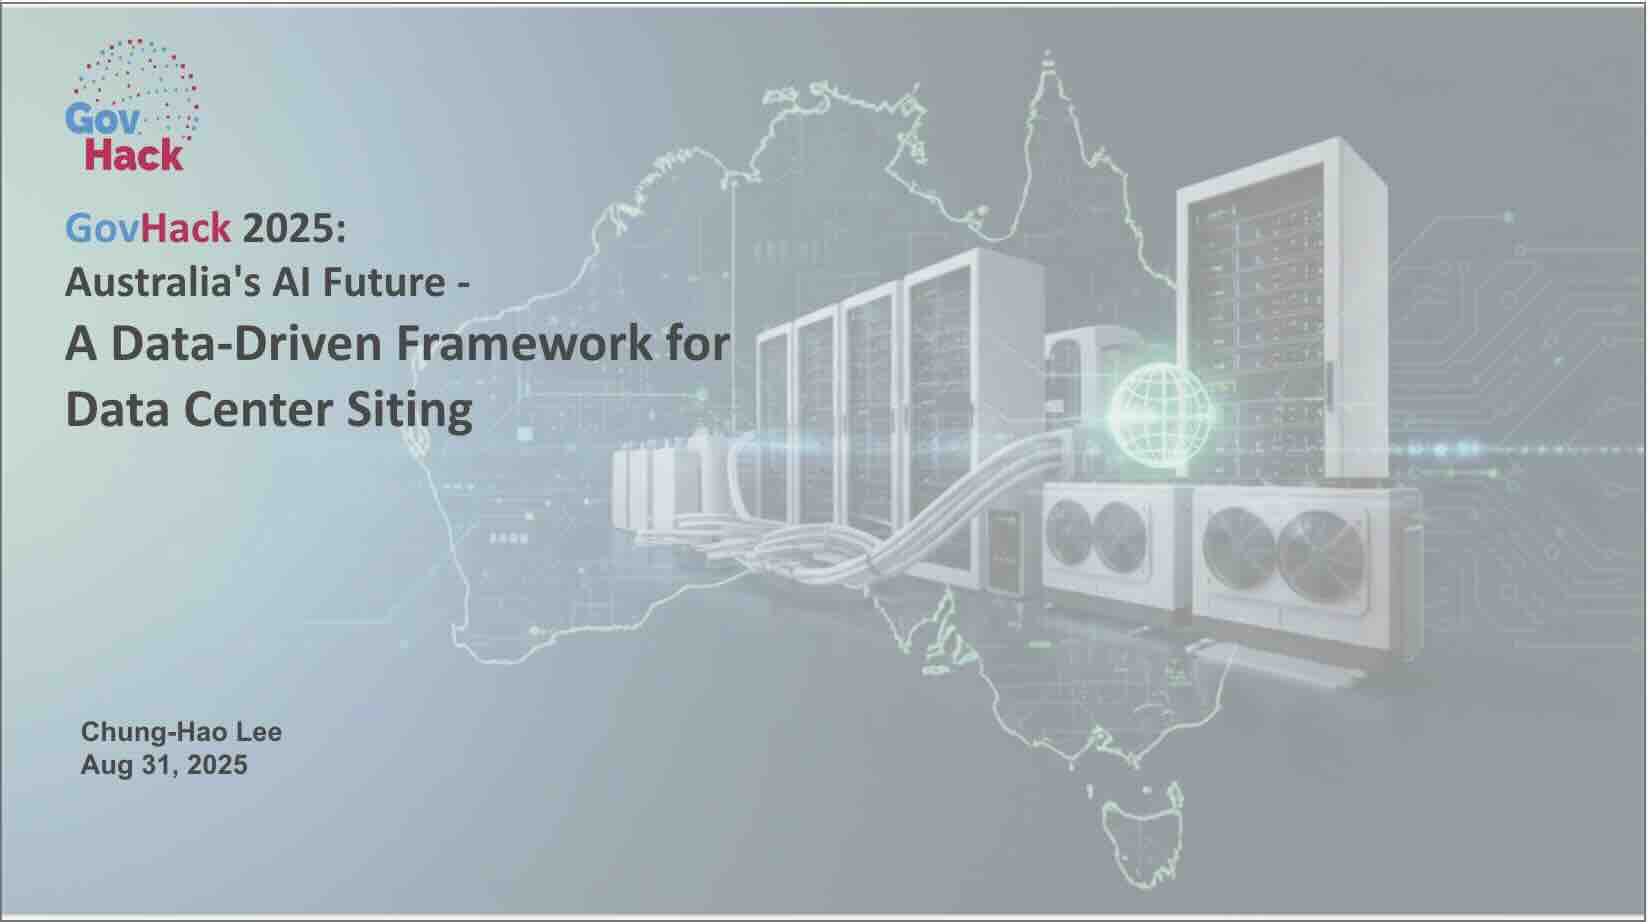 Gov
Hack
GovHack 2025:
Australia's AI Future -
A Data-Driven Framework for
Data Center Siting
Chung-Hao Lee
Aug 31, 2025